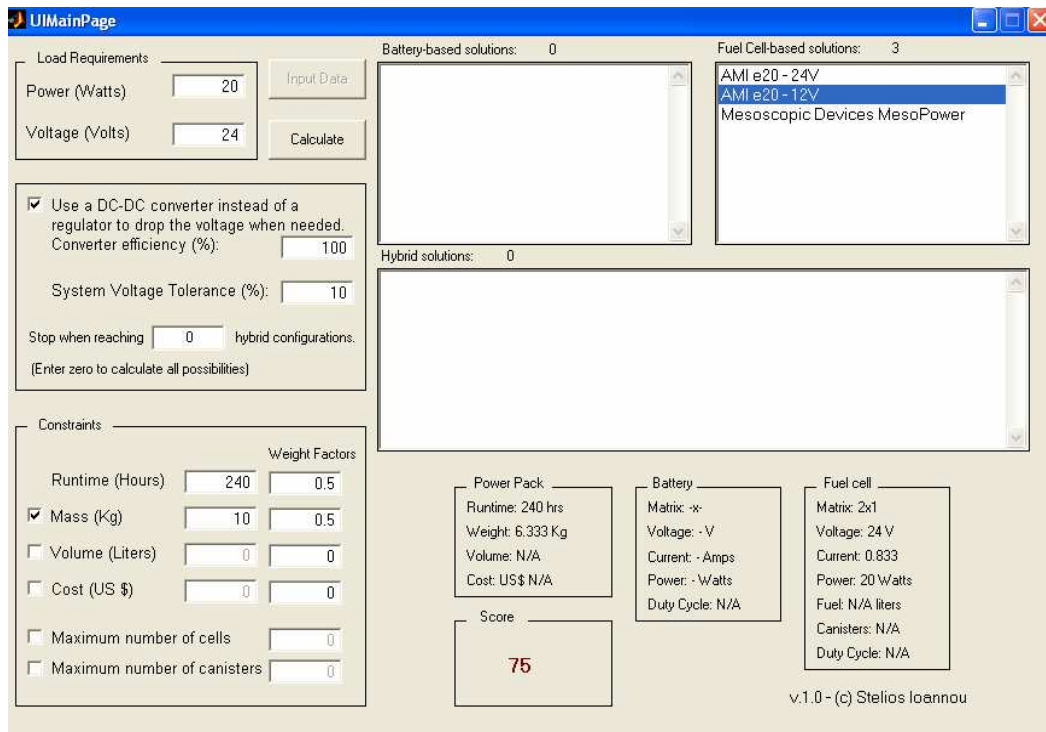 UIMainPage
Load Requirements
Power (Watts) 20
Voltage (Volts) 24
Input Data
Calculate
Use a DC-DC converter instead of a
regulator to drop the voltage when needed.
Converter efficiency (%): 100
System Voltage Tolerance (%): 10
Stop when reaching 0 hybrid configurations.
(Enter zero to calculate all possibilities)
Constraints
Weight Factors
Runtime (Hours) 240 0.5
Mass (Kg) 10 0.5
Volume (Liters) 0 0
Cost (US $) 0 0
Maximum number of cells 0
Maximum number of canisters 0
Battery-based solutions: 0
Fuel Cell-based solutions: 3
AMI e20 - 24V
AMI e20 - 12V
Mesoscopic Devices MesoPower
Hybrid solutions: 0
Power Pack
Runtime: 240 hrs
Weight: 6.333 Kg
Volume: N/A
Cost: US$ N/A
Score
75
Battery
Matrix: -x-
Voltage: - V
Current: - Amps
Power: - Watts
Duty Cycle: N/A
Fuel cell
Matrix: 2x1
Voltage: 24 V
Current: 0.833
Power: 20 Watts
Fuel: N/A liters
Canisters: N/A
Duty Cycle: N/A
v.1.0 - (c) Stelios Ioannou